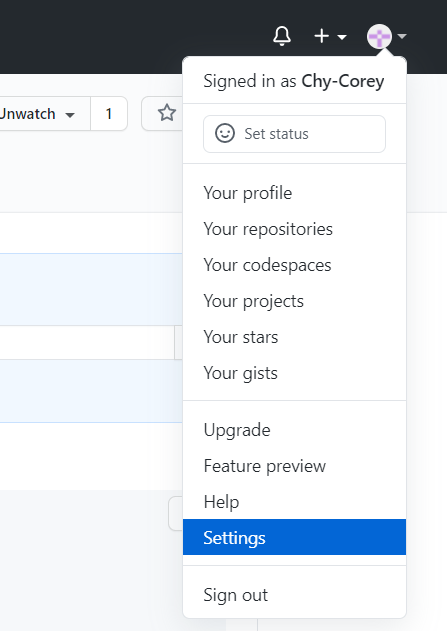 Unwatch
1
Signed in as Chy-Corey
Set status
Your profile
Your repositories
Your codespaces
Your projects
Your stars
Your gists
Upgrade
Feature preview
Help
Settings
Sign out